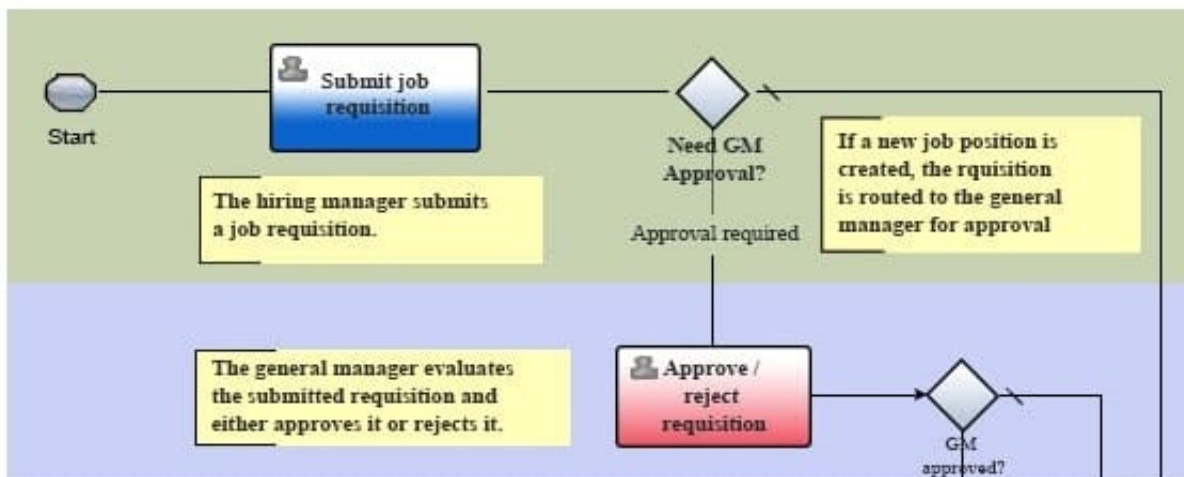 Start
Submit job
requisition
The hiring manager submits
a job requisition.
Need GM
Approval?
Approval required
If a new job position is
created, the rquisition
is routed to the general
manager for approval
The general manager evaluates
the submitted requisition and
either approves it or rejects it.
Approve /
reject
requisition
GM
approved?